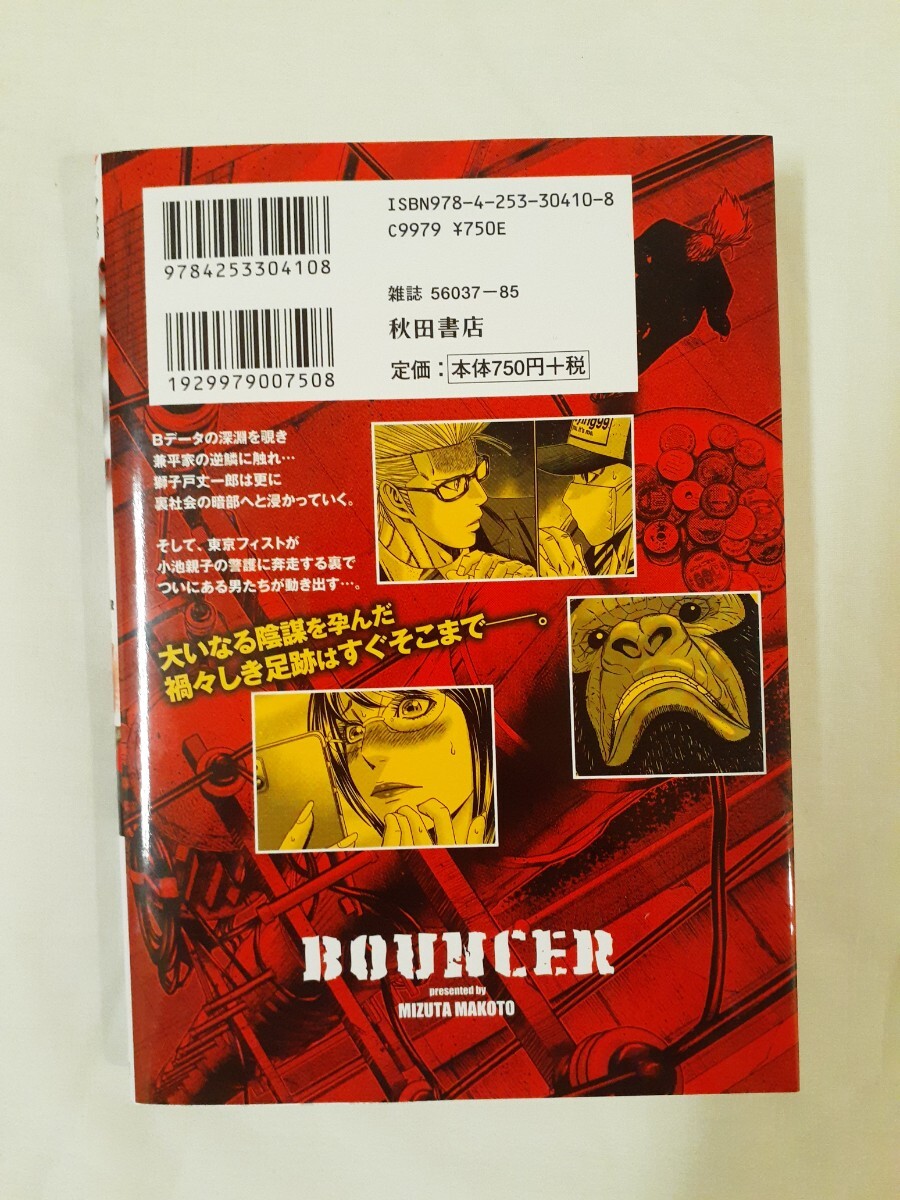 ISBN978-4-253-30410-8
C9979 ¥750E
9784253304108
雑誌 56037-85
秋田書店
1929979007508
定価：本体750円+税
Bデータの深淵を覗き
兼平家の逆鱗に触れ…
獅子戸丈一郎は更に
裏社会の暗部へと浸かっていく。
そして、東京フィストが
小池親子の警護に奔走する裏で
ついにある男たちが動き出す…。
大いなる陰謀を孕んだ
禍々しき足跡はすぐそこまで──。
BOUNCER
presented by
MIZUTA MAKOTO